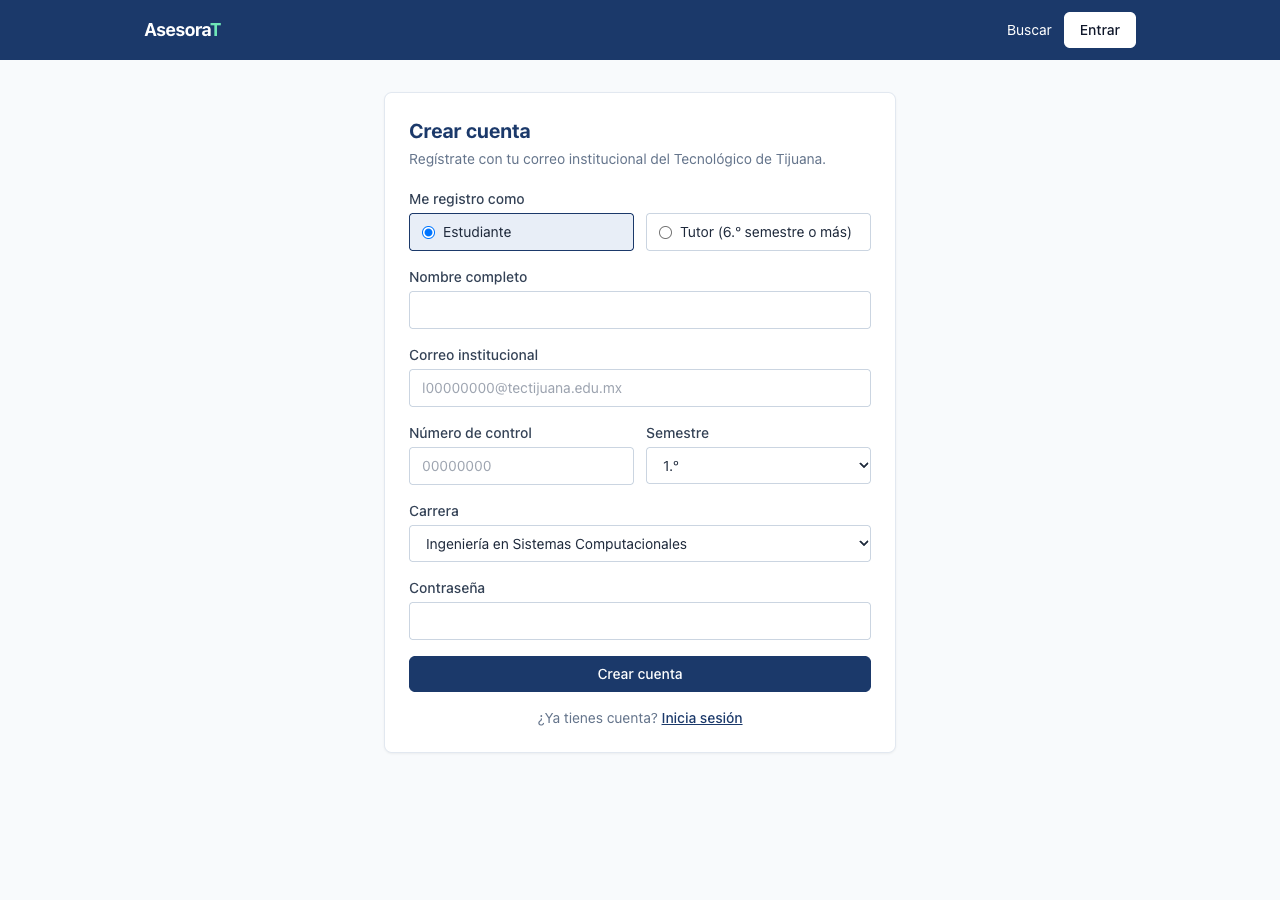 AsesoraT
Buscar
Entrar
Crear cuenta
Regístrate con tu correo institucional del Tecnológico de Tijuana.
Me registro como
Estudiante
Tutor (6.° semestre o más)
Nombre completo
Correo institucional
l00000000@tectijuana.edu.mx
Número de control
Semestre
00000000
1.°
Carrera
Ingeniería en Sistemas Computacionales
Contraseña
Crear cuenta
¿Ya tienes cuenta? Inicia sesión